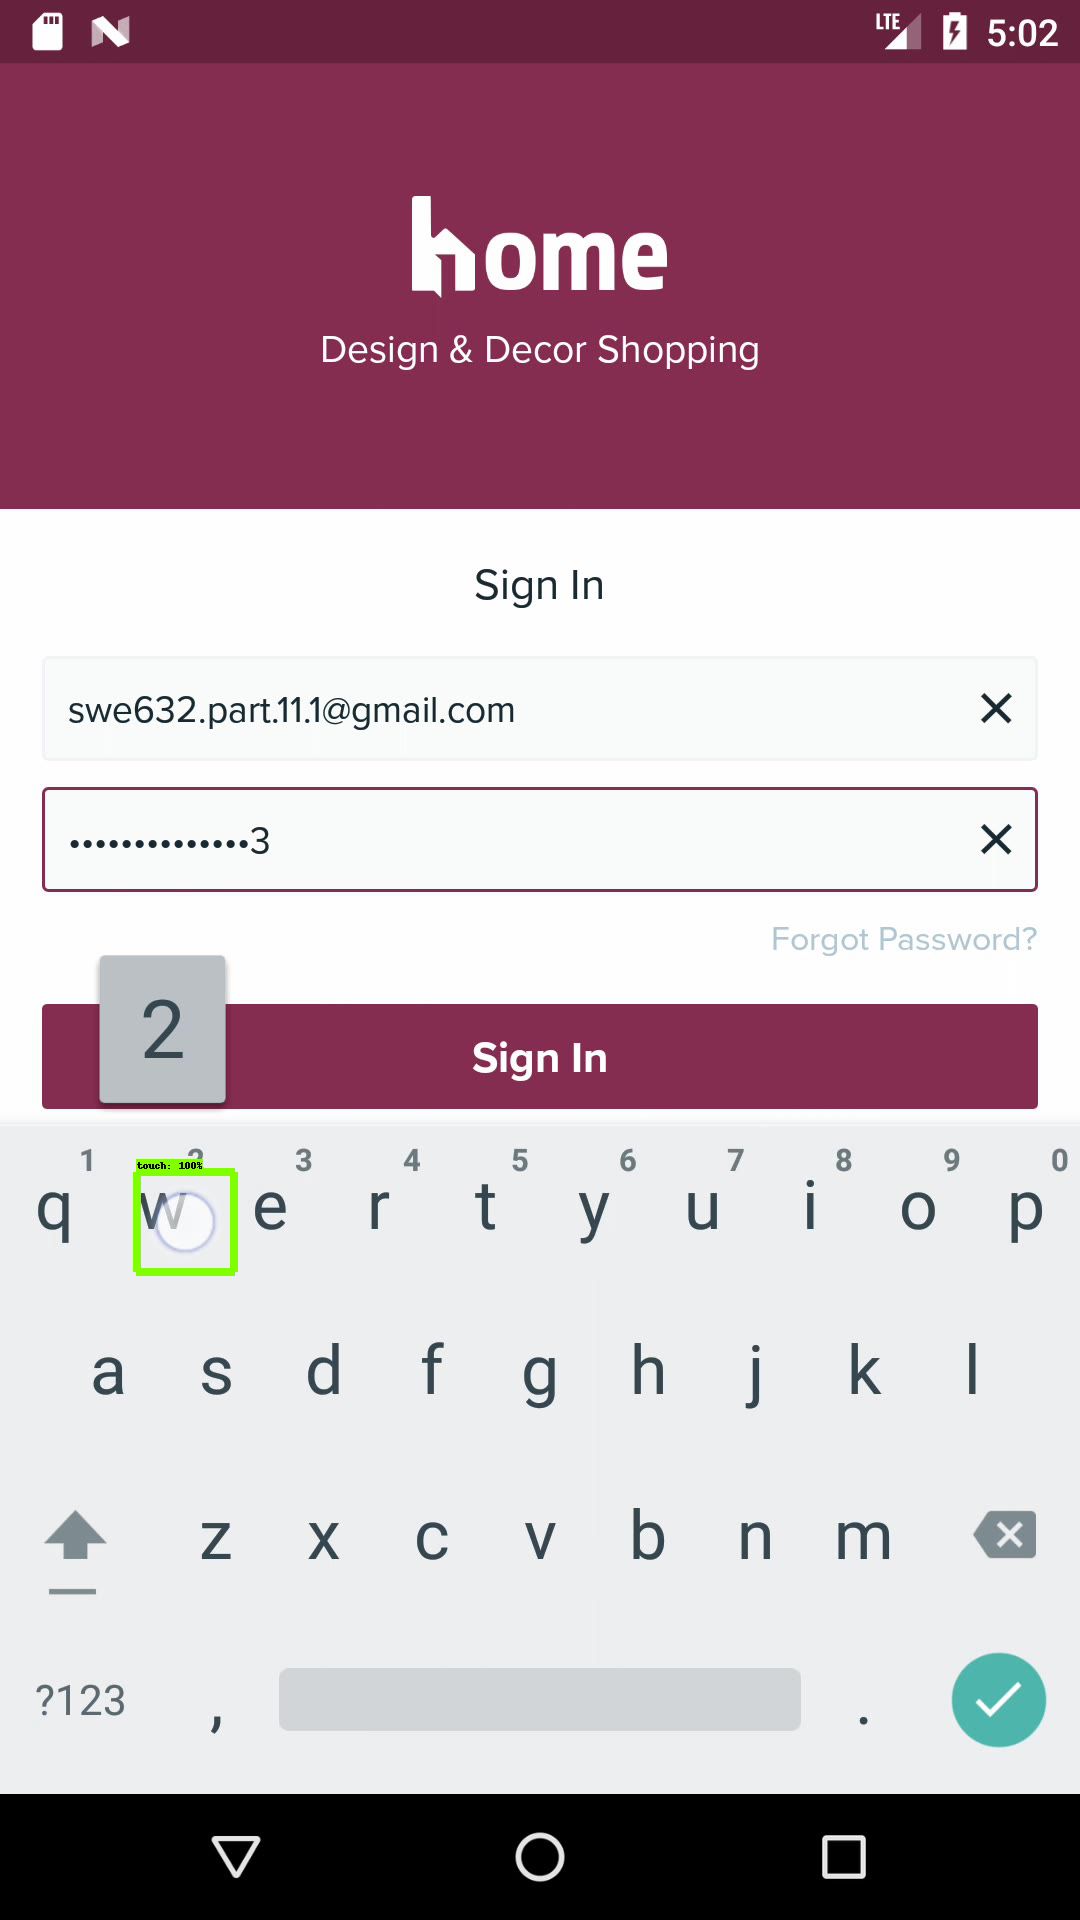 LTE 5:02
home
Design & Decor Shopping
Sign In
swe632.part.11.1@gmail.com
••••••••••••••3
Forgot Password?
2
Sign In
1 2 3 4 5 6 7 8 9 0
touch: 100%
q w e r t y u i o p
a s d f g h j k l
z x c v b n m
?123 , .